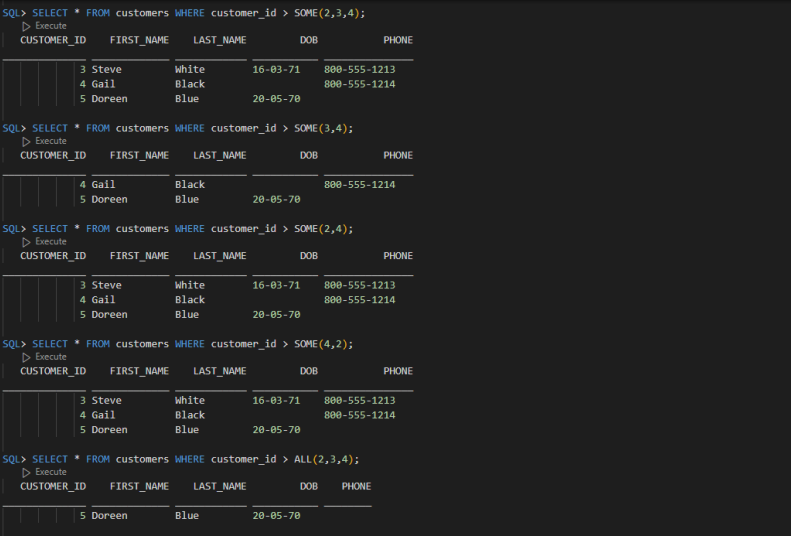 SQL> SELECT * FROM customers WHERE customer_id > SOME(2,3,4);
Execute
CUSTOMER_ID FIRST_NAME LAST_NAME DOB PHONE
3 Steve White 16-03-71 800-555-1213
4 Gail Black 800-555-1214
5 Doreen Blue 20-05-70
SQL> SELECT * FROM customers WHERE customer_id > SOME(3,4);
Execute
CUSTOMER_ID FIRST_NAME LAST_NAME DOB PHONE
4 Gail Black 800-555-1214
5 Doreen Blue 20-05-70
SQL> SELECT * FROM customers WHERE customer_id > SOME(2,4);
Execute
CUSTOMER_ID FIRST_NAME LAST_NAME DOB PHONE
3 Steve White 16-03-71 800-555-1213
4 Gail Black 800-555-1214
5 Doreen Blue 20-05-70
SQL> SELECT * FROM customers WHERE customer_id > SOME(4,2);
Execute
CUSTOMER_ID FIRST_NAME LAST_NAME DOB PHONE
3 Steve White 16-03-71 800-555-1213
4 Gail Black 800-555-1214
5 Doreen Blue 20-05-70
SQL> SELECT * FROM customers WHERE customer_id > ALL(2,3,4);
Execute
CUSTOMER_ID FIRST_NAME LAST_NAME DOB PHONE
5 Doreen Blue 20-05-70